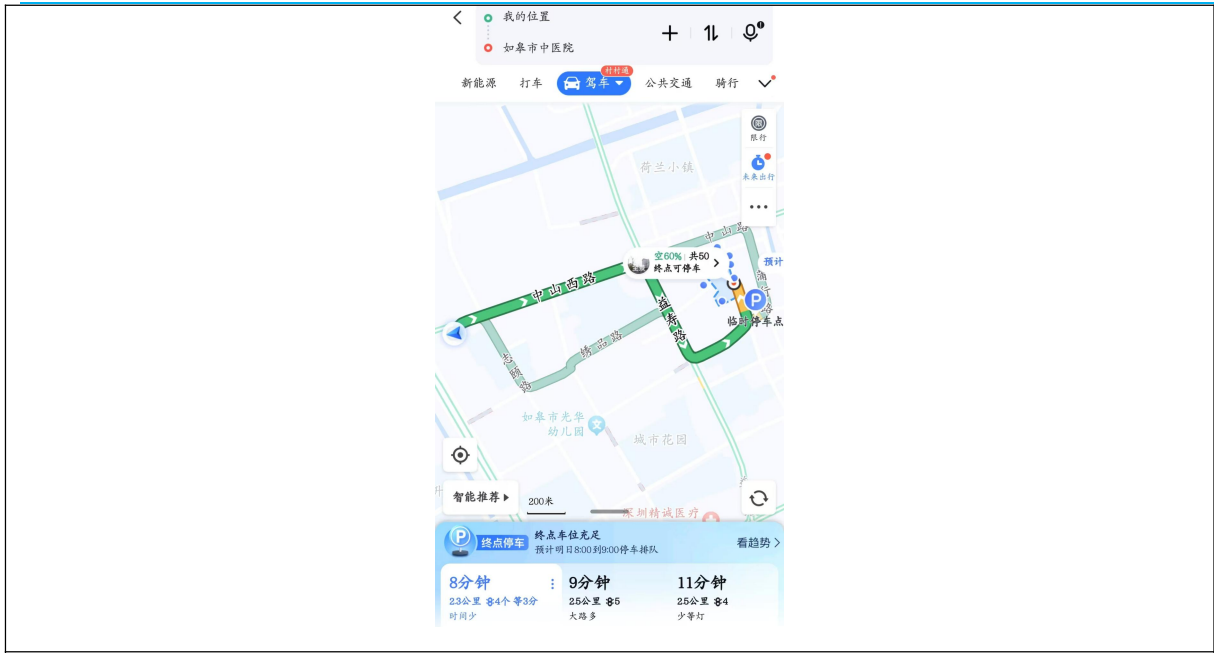 我的位置
如皋市中医院
新能源 打车 驾车 公共交通 骑行
村村通
限行
荷兰小镇
未来出行
中山路
空60% 共50
终点可停车
预计
中山西路
益寿路
P
临时停车点
绣品路
志颐路
如皋市光华
幼儿园
文
城市花园
智能推荐
200米
深圳精诚医疗
P
终点停车
终点车位充足
预计明日8:00到9:00停车排队
看趋势
8分钟 9分钟 11分钟
23公里 4个 等3分 25公里 5 25公里 4
时间少 大路多 少等灯